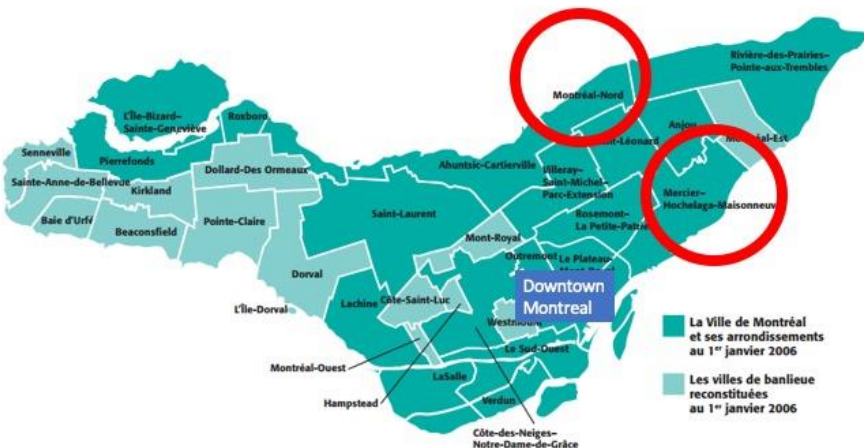 Rivière-des-Prairies-
Pointe-aux-Trembles
Montréal-Nord
L'Île-Bizard–
Sainte-Geneviève
Roxboro
Anjou
Montréal-Est
Senneville
Pierrefonds
Dollard-Des Ormeaux
Ahuntsic-Cartierville
Villeray–
Saint-Michel–
Parc-Extension
Sainte-Anne-de-Bellevue
Kirkland
Mercier–
Hochelaga-Maisonneuve
Saint-Laurent
Rosemont–
La Petite-Patrie
Baie d'Urfé
Beaconsfield
Pointe-Claire
Mont-Royal
Outremont
Le Plateau-
Dorval
Downtown
Montreal
L'Île-Dorval
Lachine
Côte-Saint-Luc
Westmount
La Ville de Montréal
et ses arrondissements
au 1er janvier 2006
Le Sud-Ouest
Montréal-Ouest
LaSalle
Les villes de banlieue
reconstituées
au 1er janvier 2006
Hampstead
Verdun
Côte-des-Neiges–
Notre-Dame-de-Grâce